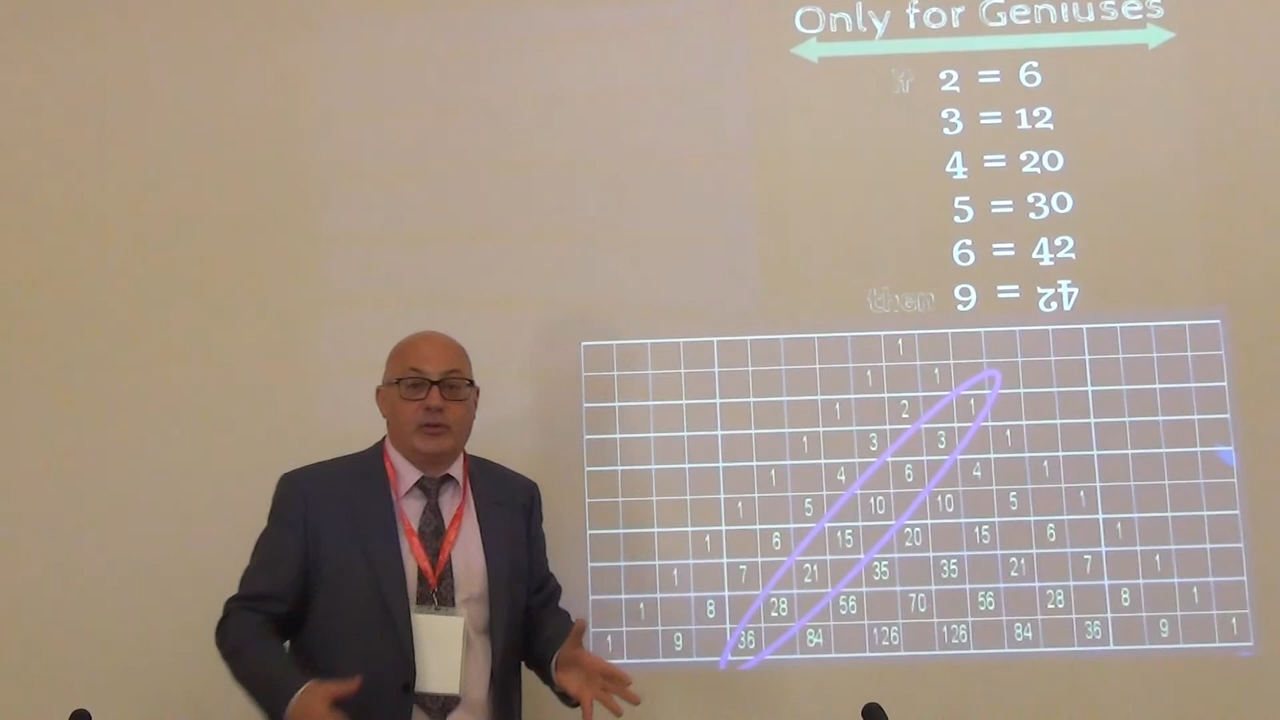 Only for Geniuses
if 2 = 6
3 = 12
4 = 20
5 = 30
6 = 42
then 9 = 42
1
1 1
1 2 1
1 3 3 1
1 4 6 4 1
1 5 10 10 5 1
1 6 15 20 15 6 1
1 7 21 35 35 21 7 1
1 8 28 56 70 56 28 8 1
1 9 36 84 126 126 84 36 9 1